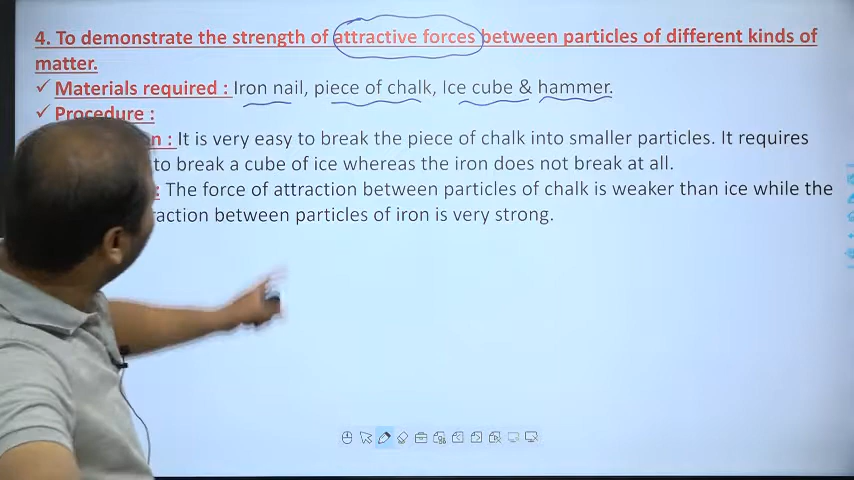 4. To demonstrate the strength of attractive forces between particles of different kinds of
matter.
✓ Materials required : Iron nail, piece of chalk, Ice cube & hammer.
✓ Procedure :
: It is very easy to break the piece of chalk into smaller particles. It requires
to break a cube of ice whereas the iron does not break at all.
: The force of attraction between particles of chalk is weaker than ice while the
between particles of iron is very strong.